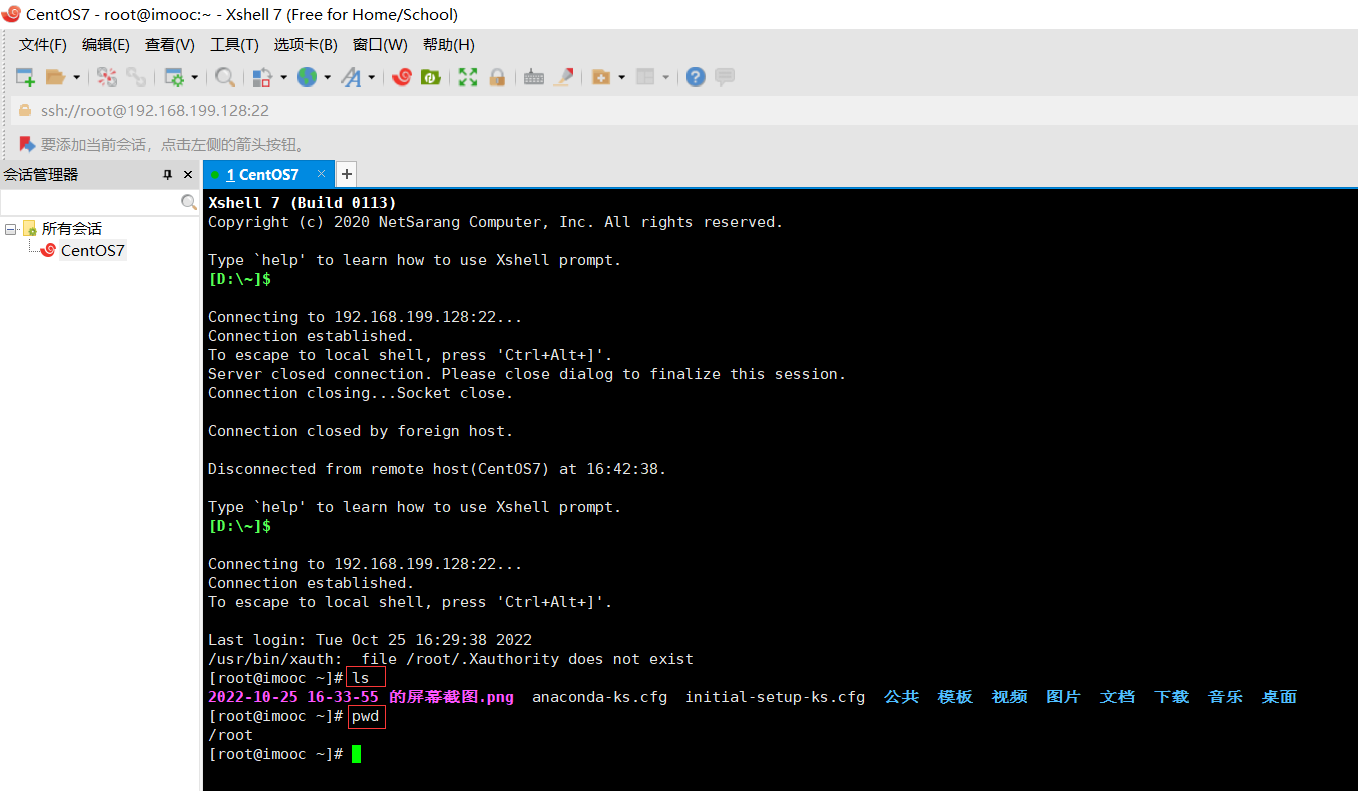 CentOS7 - root@imooc:~ - Xshell 7 (Free for Home/School)
文件(F) 编辑(E) 查看(V) 工具(T) 选项卡(B) 窗口(W) 帮助(H)
ssh://root@192.168.199.128:22
要添加当前会话，点击左侧的箭头按钮。
会话管理器
1 CentOS7
所有会话
CentOS7
Xshell 7 (Build 0113)
Copyright (c) 2020 NetSarang Computer, Inc. All rights reserved.
Type `help' to learn how to use Xshell prompt.
[D:\~]$
Connecting to 192.168.199.128:22...
Connection established.
To escape to local shell, press 'Ctrl+Alt+]'.
Server closed connection. Please close dialog to finalize this session.
Connection closing...Socket close.
Connection closed by foreign host.
Disconnected from remote host(CentOS7) at 16:42:38.
Type `help' to learn how to use Xshell prompt.
[D:\~]$
Connecting to 192.168.199.128:22...
Connection established.
To escape to local shell, press 'Ctrl+Alt+]'.
Last login: Tue Oct 25 16:29:38 2022
/usr/bin/xauth:  file /root/.Xauthority does not exist
[root@imooc ~]# ls
2022-10-25 16-33-55 的屏幕截图.png  anaconda-ks.cfg  initial-setup-ks.cfg  公共  模板  视频  图片  文档  下载  音乐  桌面
[root@imooc ~]# pwd
/root
[root@imooc ~]#